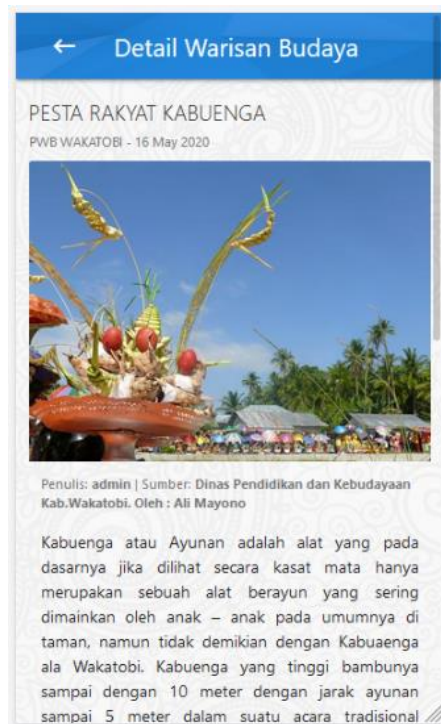 Detail Warisan Budaya
PESTA RAKYAT KABUENGA
PWB WAKATOBI - 16 May 2020
Penulis: admin | Sumber: Dinas Pendidikan dan Kebudayaan
Kab.Wakatobi. Oleh : Ali Mayono
Kabuenga atau Ayunan adalah alat yang pada
dasarnya jika dilihat secara kasat mata hanya
merupakan sebuah alat berayun yang sering
dimainkan oleh anak – anak pada umumnya di
taman, namun tidak demikian dengan Kabuaenga
ala Wakatobi. Kabuenga yang tinggi bambunya
sampai dengan 10 meter dengan jarak ayunan
sampai 5 meter dalam suatu acara tradisional